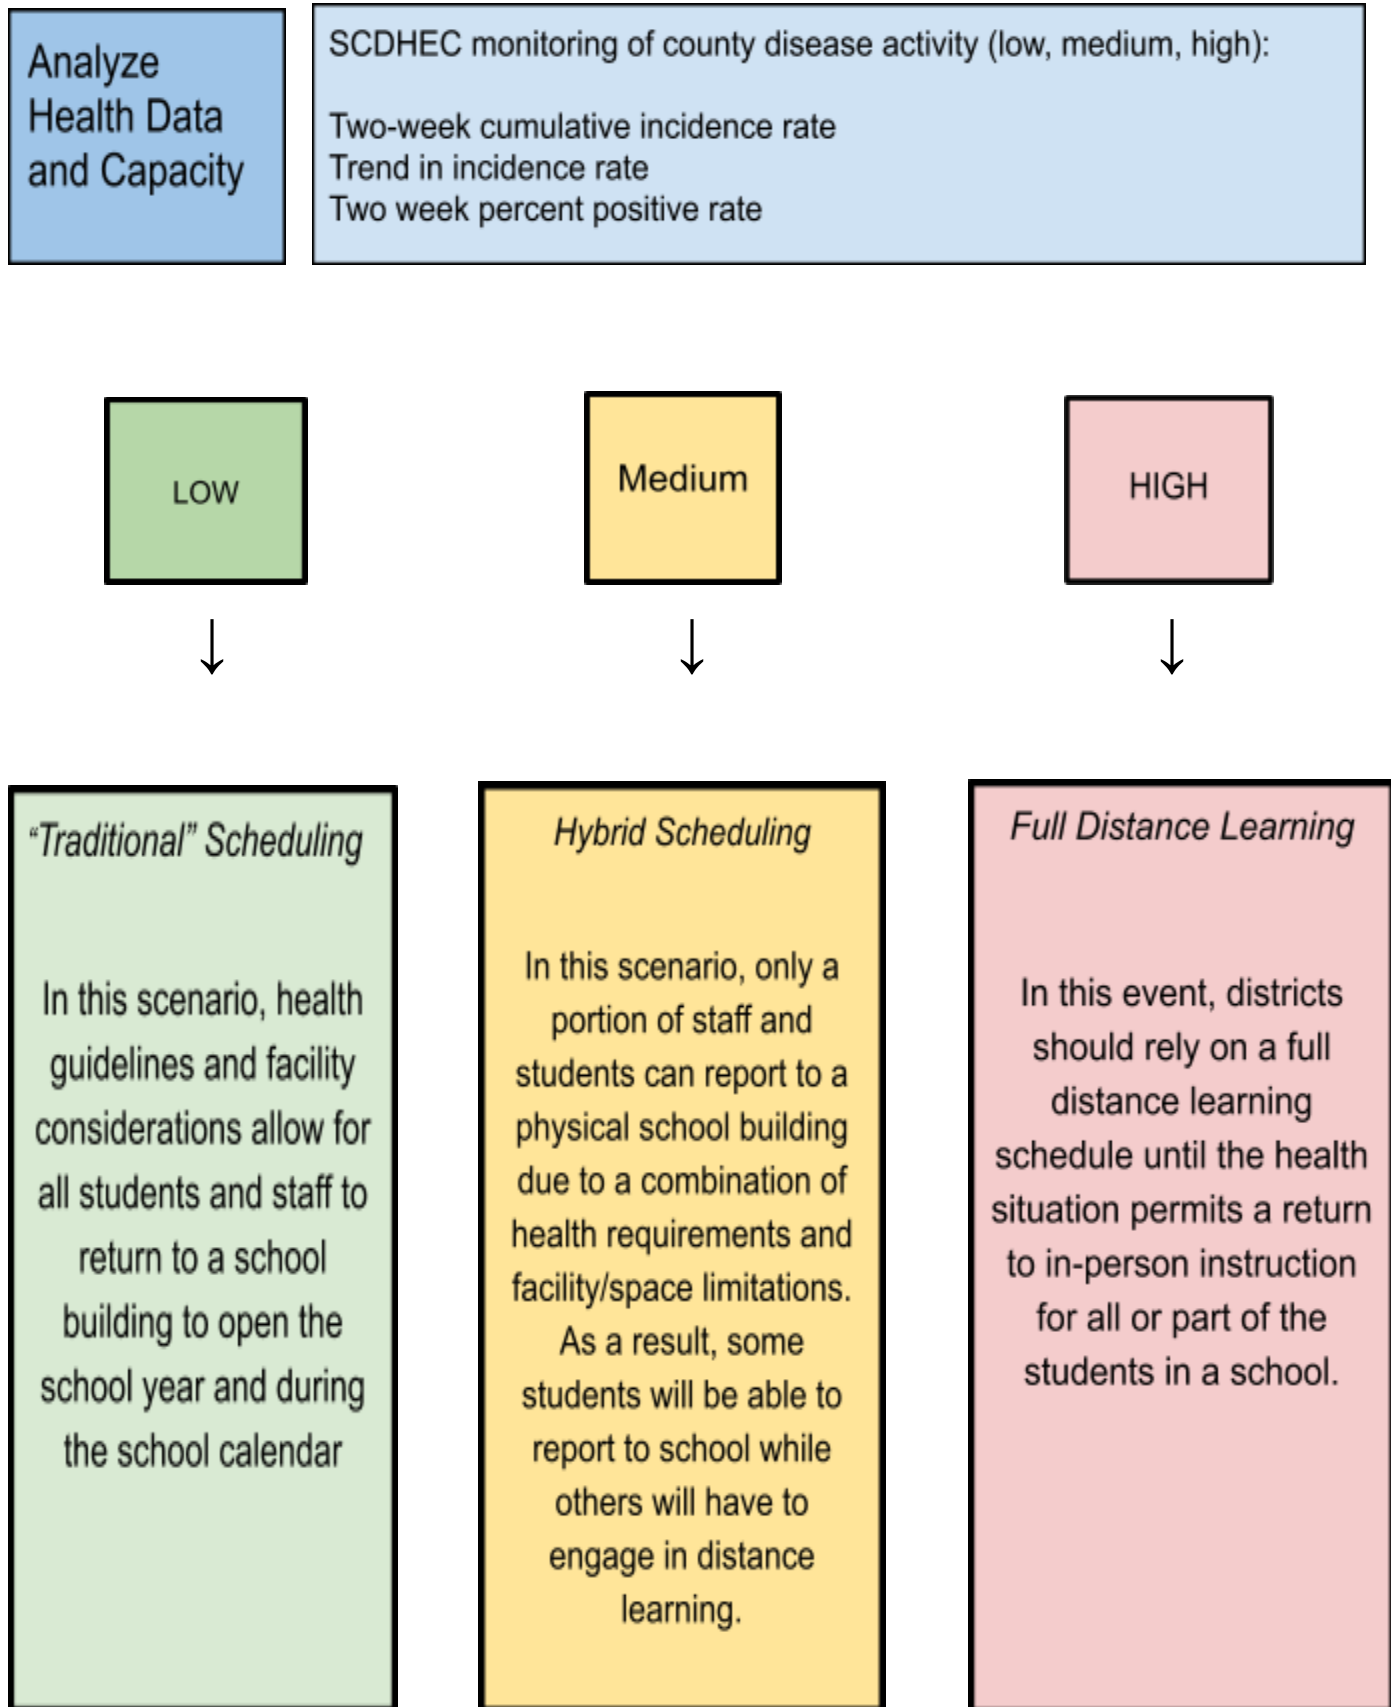 Analyze
Health Data
and Capacity
SCDHEC monitoring of county disease activity (low, medium, high):
Two-week cumulative incidence rate
Trend in incidence rate
Two week percent positive rate
LOW
Medium
HIGH
“Traditional” Scheduling
In this scenario, health
guidelines and facility
considerations allow for
all students and staff to
return to a school
building to open the
school year and during
the school calendar
Hybrid Scheduling
In this scenario, only a
portion of staff and
students can report to a
physical school building
due to a combination of
health requirements and
facility/space limitations.
As a result, some
students will be able to
report to school while
others will have to
engage in distance
learning.
Full Distance Learning
In this event, districts
should rely on a full
distance learning
schedule until the health
situation permits a return
to in-person instruction
for all or part of the
students in a school.